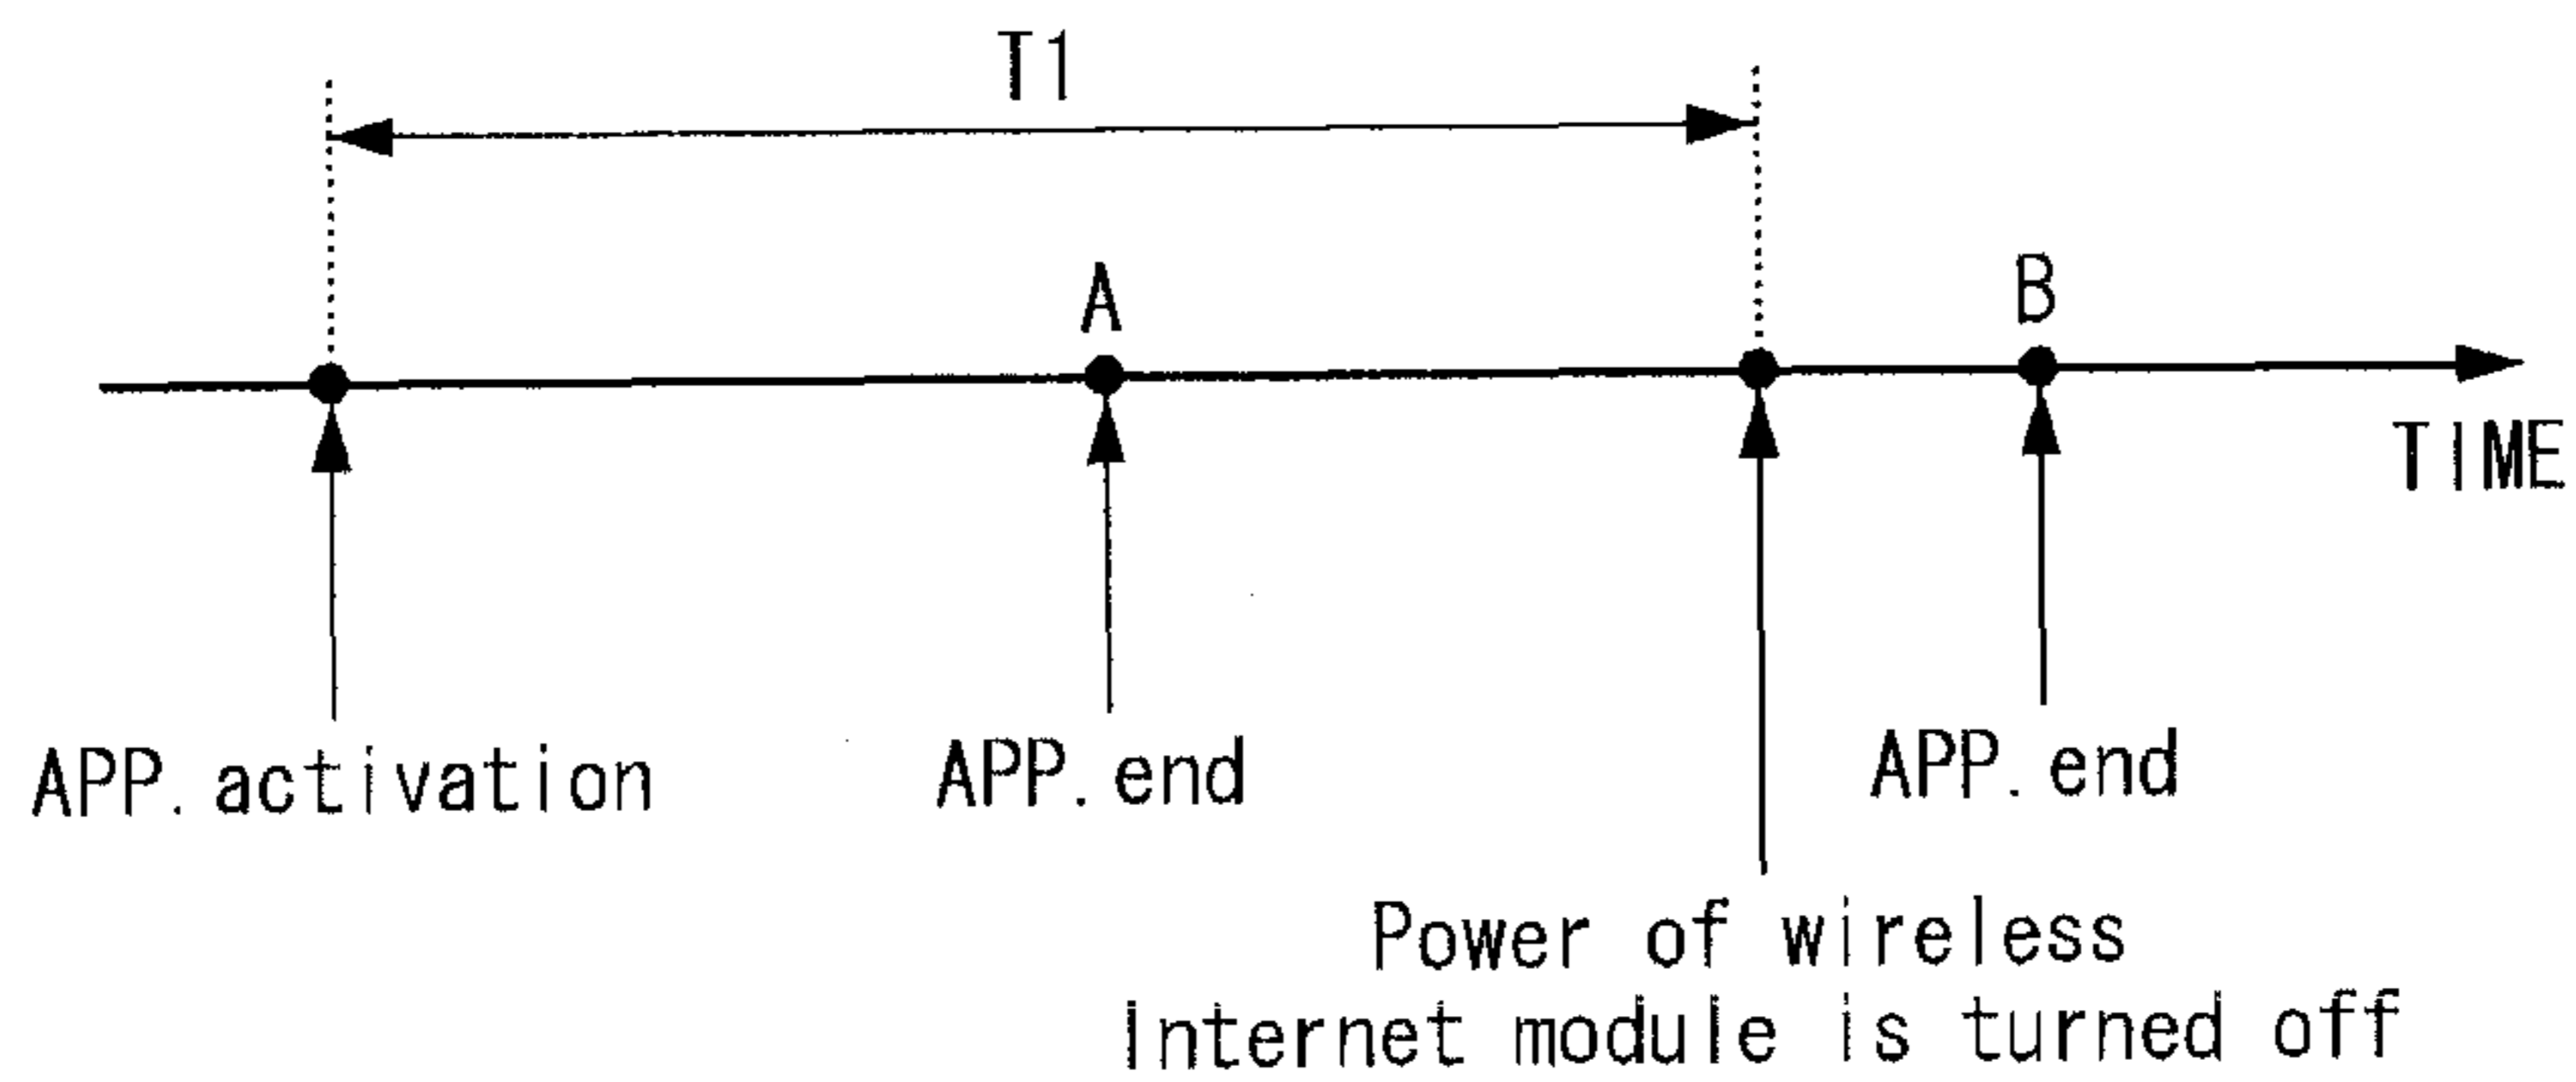 T1
A
B
TIME
APP. activation
APP. end
APP. end
Power of wireless
Internet module is turned off